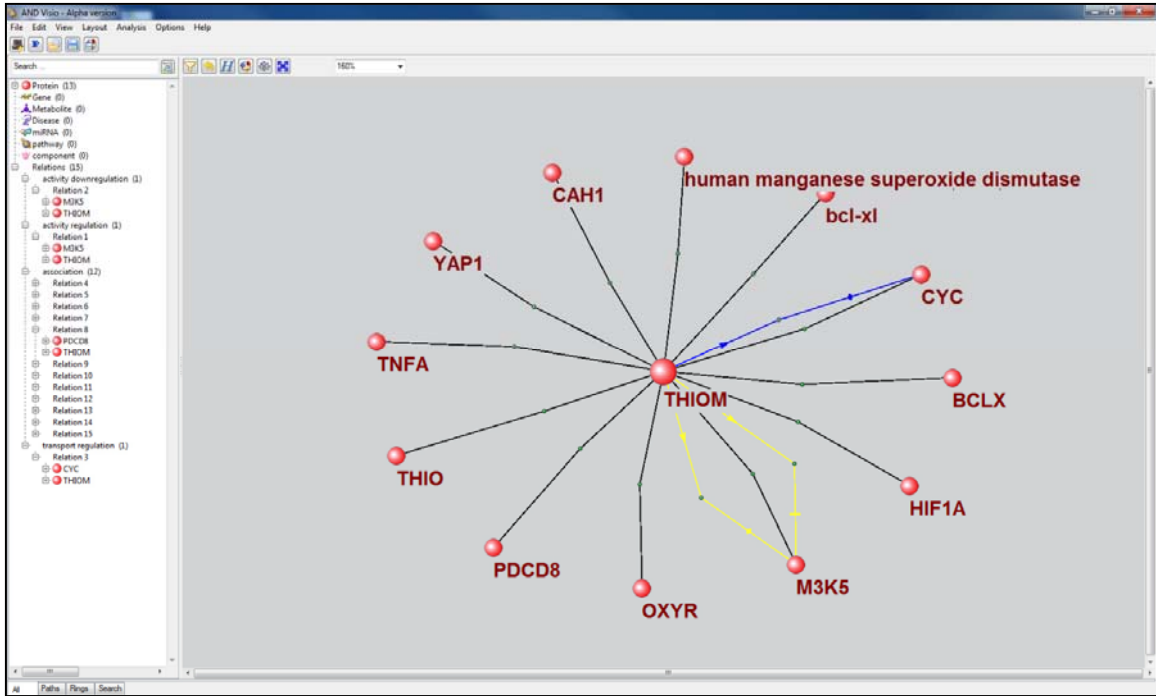 AND Visio - Alpha version
File Edit View Layout Analysis Options Help
Search ...
160%
Protein (13)
Gene (0)
Metabolite (0)
Disease (0)
miRNA (0)
pathway (0)
component (0)
Relations (15)
activity downregulation (1)
Relation 2
M3K5
THIOM
activity regulation (1)
Relation 1
M3K5
THIOM
association (12)
Relation 4
Relation 5
Relation 6
Relation 7
Relation 8
PDCD8
THIOM
Relation 9
Relation 10
Relation 11
Relation 12
Relation 13
Relation 14
Relation 15
transport regulation (1)
Relation 3
CYC
THIOM
CAH1
human manganese superoxide dismutase
bcl-xl
YAP1
CYC
TNFA
THIOM
BCLX
THIO
HIF1A
PDCD8
M3K5
OXYR
All Paths Rings Search